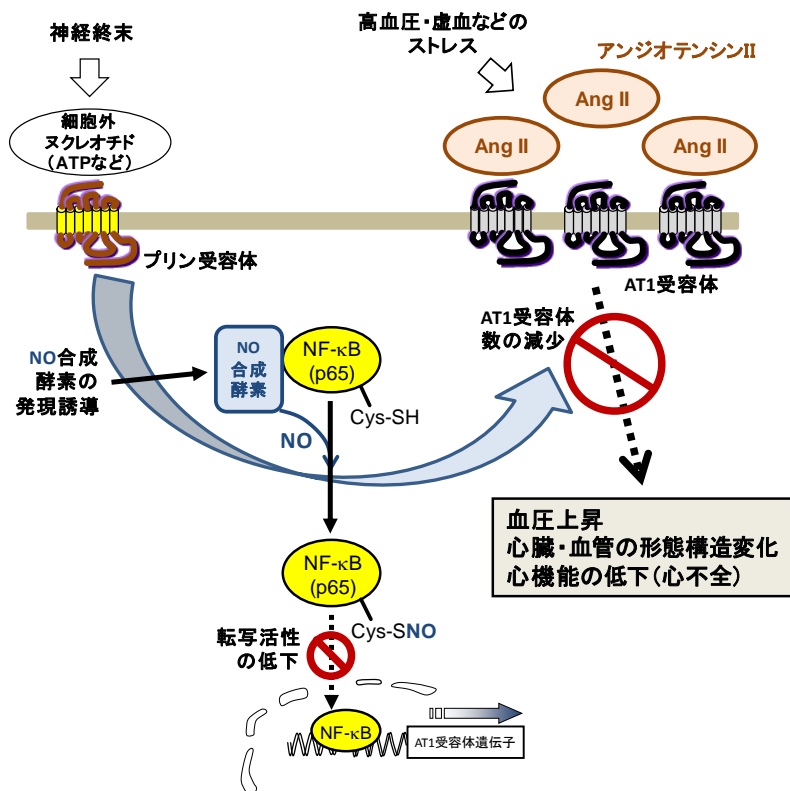 神経終末
細胞外
ヌクレオチド
（ATPなど）
プリン受容体
高血圧・虚血などの
ストレス
アンジオテンシンII
Ang II
Ang II
Ang II
AT1受容体
AT1受容体
数の減少
NO合成
酵素の
発現誘導
NO
合成
酵素
NF-κB
(p65)
Cys-SH
NO
血圧上昇
心臓・血管の形態構造変化
心機能の低下（心不全）
NF-κB
(p65)
Cys-SNO
転写活性
の低下
NF-κB
AT1受容体遺伝子